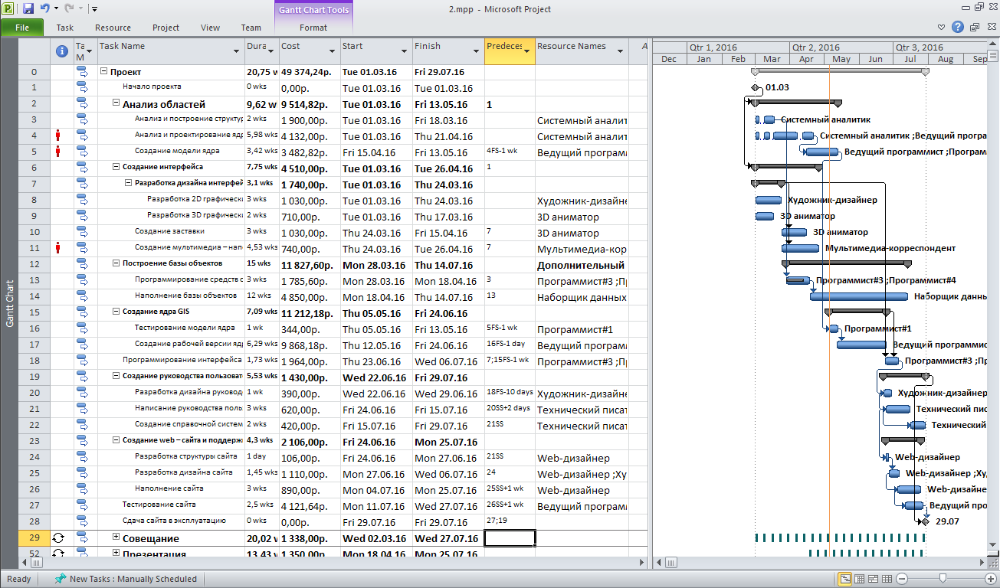 Gantt Chart Tools
2.mpp - Microsoft Project
File Task Resource Project View Team Format
Task Name Dura Cost Start Finish Predeces Resource Names A
Ta
M
Qtr 1, 2016 Qtr 2, 2016 Qtr 3, 2016
Dec Jan Feb Mar Apr May Jun Jul Aug Sep
0 Проект 20,75 w 49 374,24р. Tue 01.03.16 Fri 29.07.16
1 Начало проекта 0 wks 0,00р. Tue 01.03.16 Tue 01.03.16 01.03
2 Анализ областей 9,62 w 9 514,82р. Tue 01.03.16 Fri 13.05.16 1
3 Анализ и построение структур 2 wks 1 900,00р. Tue 01.03.16 Fri 18.03.16 Системный аналит Системный аналитик
4 Анализ и проектирование ядр 5,98 wks 4 132,00р. Tue 01.03.16 Thu 21.04.16 Системный аналит Системный аналитик ;Ведущий програ
5 Создание модели ядра 3,42 wks 3 482,82р. Fri 15.04.16 Fri 13.05.16 4FS-1 wk Ведущий програм Ведущий программист ;Програм
6 Создание интерфейса 7,75 wks 4 510,00р. Tue 01.03.16 Tue 26.04.16 1
7 Разработка дизайна интерфей 3,1 wks 1 740,00р. Tue 01.03.16 Thu 24.03.16
8 Разработка 2D графически 3 wks 1 030,00р. Tue 01.03.16 Thu 24.03.16 Художник-дизайне Художник-дизайнер
9 Разработка 3D графически 2 wks 710,00р. Tue 01.03.16 Thu 17.03.16 3D аниматор 3D аниматор
10 Создание заставки 3 wks 1 030,00р. Thu 24.03.16 Fri 15.04.16 7 3D аниматор 3D аниматор
11 Создание мультимедиа – нап 4,53 wks 740,00р. Thu 24.03.16 Tue 26.04.16 7 Мультимедиа-кор Мультимедиа-корреспондент
12 Построение базы объектов 15 wks 11 827,60р. Mon 28.03.16 Thu 14.07.16 Дополнительный
13 Программирование средств с 3 wks 1 785,60р. Mon 28.03.16 Mon 18.04.16 3 Программист#3 ;П Программист#3 ;Программист#4
14 Наполнение базы объектов 12 wks 4 850,00р. Mon 18.04.16 Thu 14.07.16 13 Наборщик данных Наборщик данны
15 Создание ядра GIS 7,09 wks 11 212,18р. Thu 05.05.16 Fri 24.06.16
16 Тестирование модели ядра 1 wk 344,00р. Thu 05.05.16 Fri 13.05.16 5FS-1 wk Программист#1 Программист#1
17 Создание рабочей версии яд 6,29 wks 9 868,18р. Thu 12.05.16 Fri 24.06.16 16FS-1 day Ведущий програм Ведущий программис
18 Программирование интерфейса 1,73 wks 1 964,00р. Thu 23.06.16 Wed 06.07.16 7;15FS-1 wk Программист#3 ;П Программист#3 ;Пр
19 Создание руководства пользоват 5,53 wks 1 430,00р. Wed 22.06.16 Fri 29.07.16
20 Разработка дизайна руковод 1 wk 390,00р. Wed 22.06.16 Wed 29.06.16 18FS-10 days Художник-дизайне Художник-дизайнер
21 Написание руководства поль 3 wks 620,00р. Fri 24.06.16 Fri 15.07.16 20SS+2 days Технический писат Технический пис
22 Создание справочной систем 2 wks 420,00р. Fri 15.07.16 Fri 29.07.16 21SS Технический писат Технический
23 Создание web – сайта и поддерж 4,3 wks 2 106,00р. Fri 24.06.16 Mon 25.07.16
24 Разработка структуры сайта 1 day 106,00р. Fri 24.06.16 Mon 27.06.16 21SS Web-дизайнер Web-дизайнер
25 Разработка дизайна сайта 1,45 wks 1 110,00р. Mon 27.06.16 Wed 06.07.16 24 Web-дизайнер ;Ху Web-дизайнер ;Ху
26 Наполнение сайта 3 wks 890,00р. Mon 04.07.16 Mon 25.07.16 25SS+1 wk Web-дизайнер Web-дизайне
27 Тестирование сайта 2,5 wks 4 121,64р. Mon 11.07.16 Wed 27.07.16 26SS+1 wk Ведущий програм Ведущий про
28 Сдача сайта в эксплуатацию 0 wks 0,00р. Fri 29.07.16 Fri 29.07.16 27;19 29.07
29 Совещание 20,02 w 1 338,00р. Wed 02.03.16 Wed 27.07.16
52 Презентация 13,43 w 1 350,00р. Mon 18.04.16 Mon 25.07.16
Gantt Chart
Ready New Tasks : Manually Scheduled